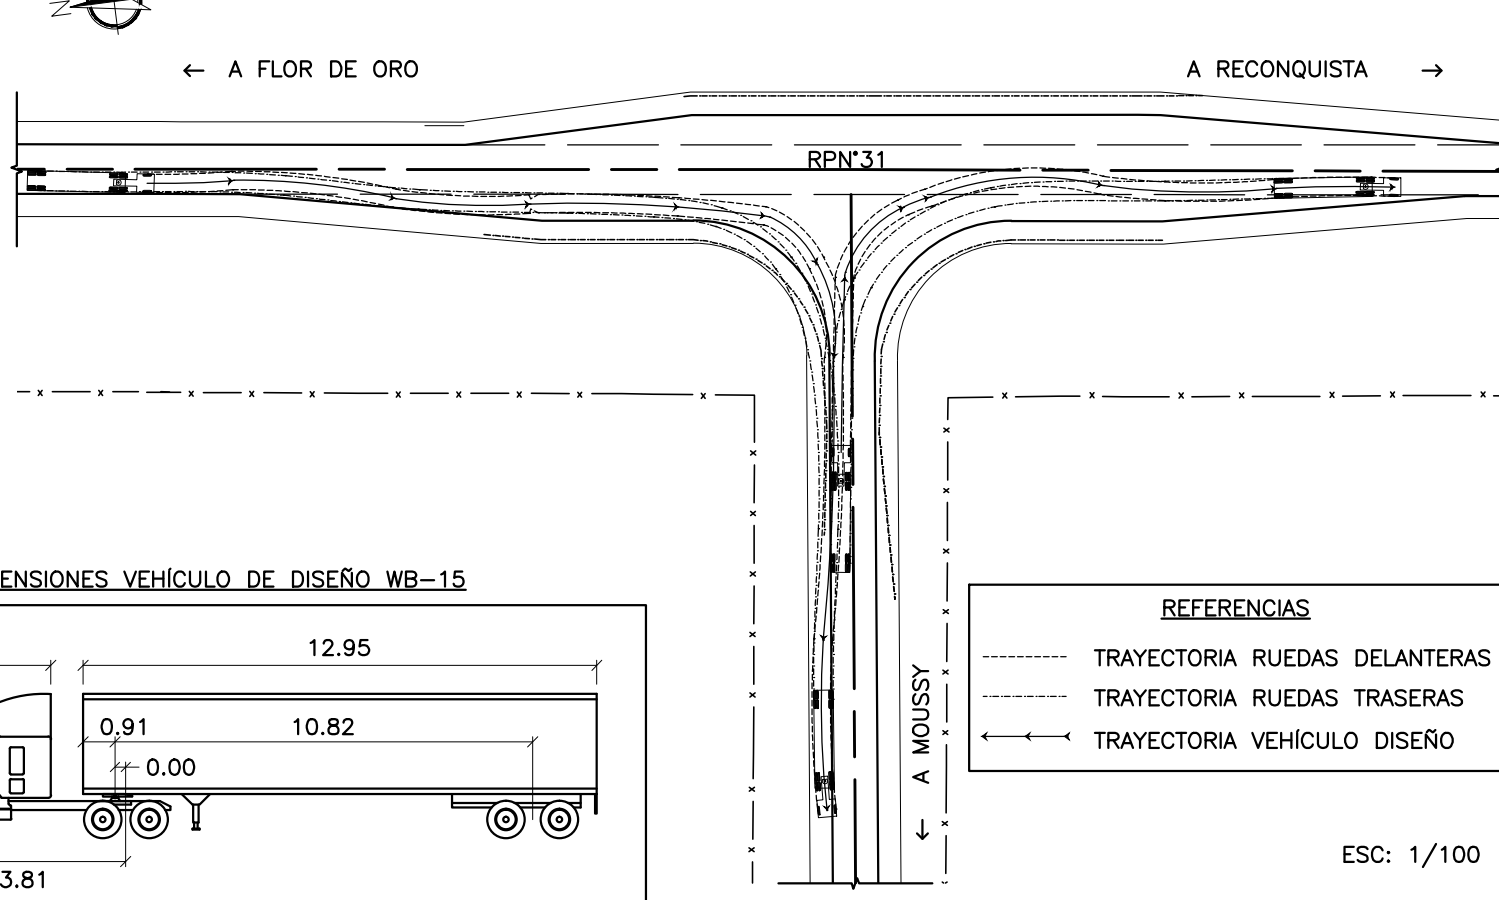 ← A FLOR DE ORO
A RECONQUISTA →
RPN°31
ENSIONES VEHÍCULO DE DISEÑO WB-15
12.95
0.91
10.82
0.00
3.81
← A MOUSSY
REFERENCIAS
TRAYECTORIA RUEDAS DELANTERAS
TRAYECTORIA RUEDAS TRASERAS
TRAYECTORIA VEHÍCULO DISEÑO
ESC: 1/100